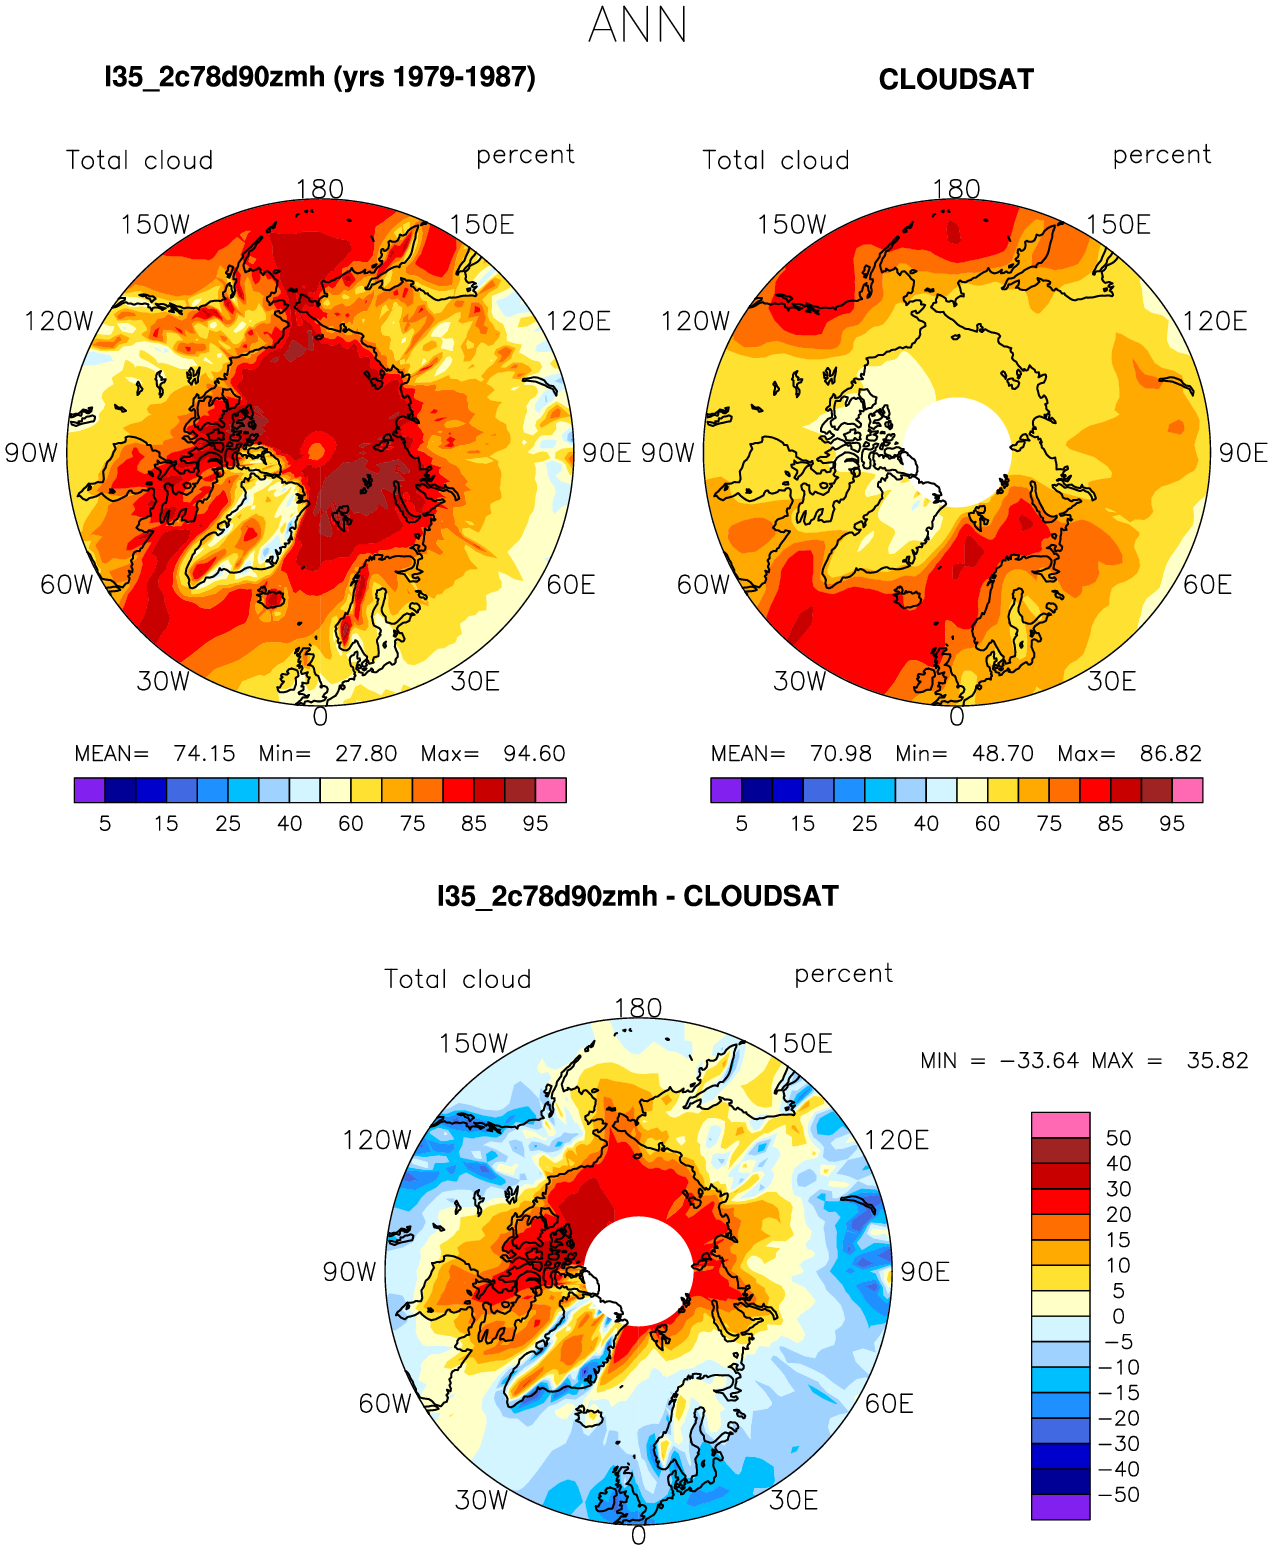 ANN
l35_2c78d90zmh (yrs 1979-1987)
CLOUDSAT
Total cloud percent
Total cloud percent
180
150W 150E
120W 120E
90W 90E
60W 60E
30W 30E
0
180
150W 150E
120W 120E
90W 90E
60W 60E
30W 30E
0
MEAN= 74.15 Min= 27.80 Max= 94.60
MEAN= 70.98 Min= 48.70 Max= 86.82
5 15 25 40 60 75 85 95
5 15 25 40 60 75 85 95
l35_2c78d90zmh - CLOUDSAT
Total cloud percent
180
150W 150E
120W 120E
90W 90E
60W 60E
30W 30E
0
MIN = -33.64 MAX = 35.82
50
40
30
20
15
10
5
0
-5
-10
-15
-20
-30
-40
-50